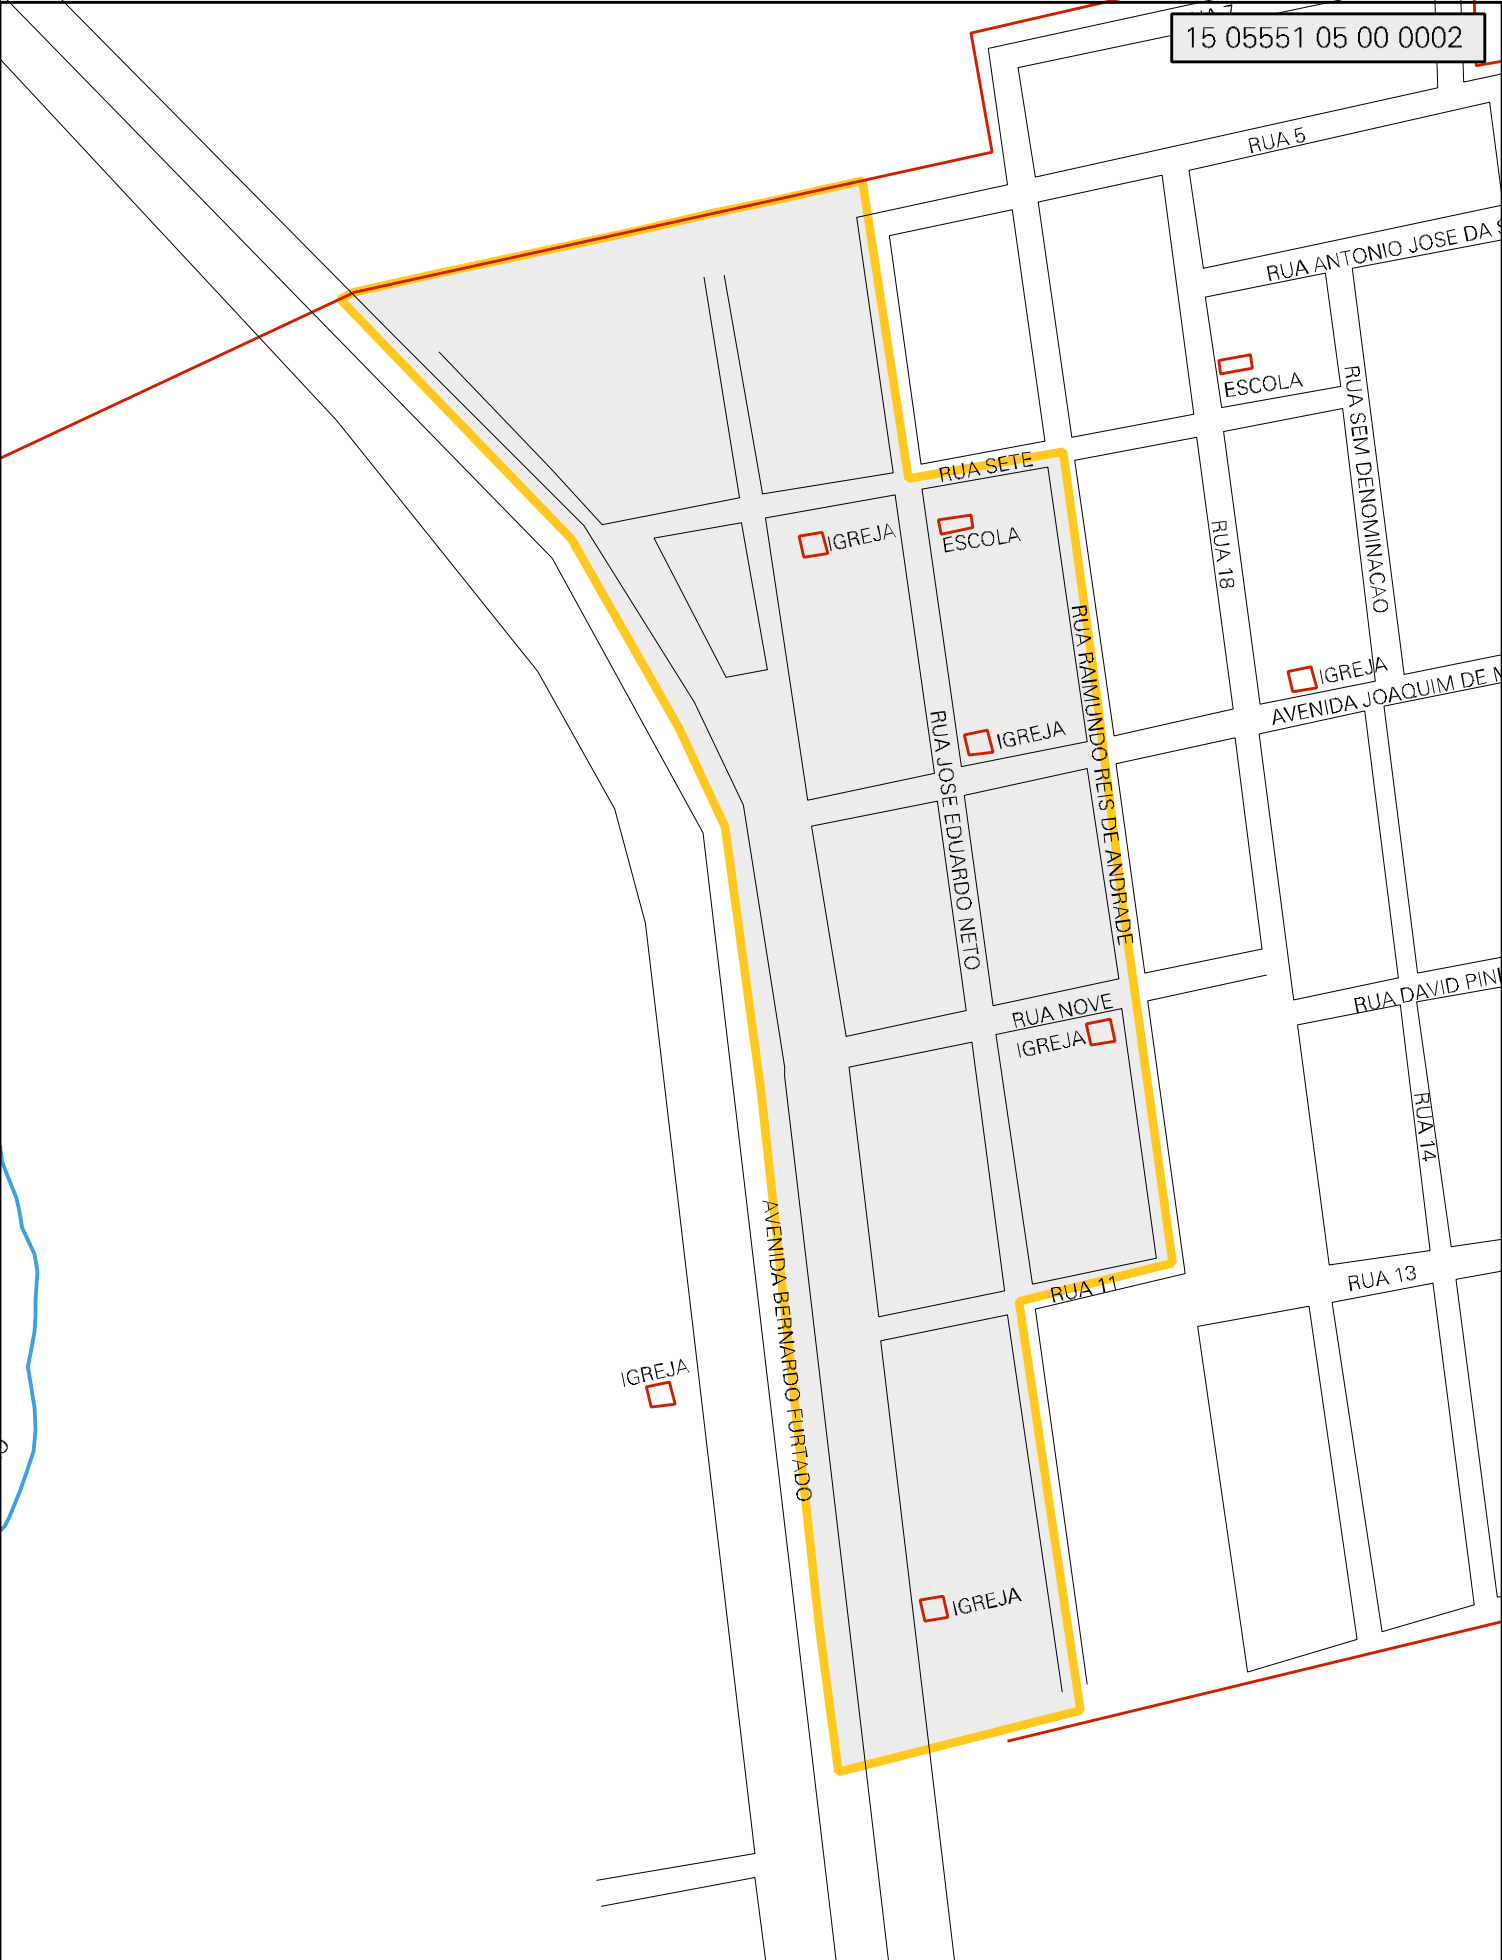 15 05551 05 00 0002
RUA 5
RUA ANTONIO JOSE DA
ESCOLA
RUA SEM DENOMINACAO
RUA SETE
IGREJA
ESCOLA
RUA 18
RUA RAIMUNDO REIS DE ANDRADE
IGREJA
AVENIDA JOAQUIM DE
RUA JOSE EDUARDO NETO
IGREJA
RUA DAVID
RUA NOVE
IGREJA
RUA 14
AVENIDA BERNARDO FURTADO
RUA 11
RUA 13
IGREJA
IGREJA